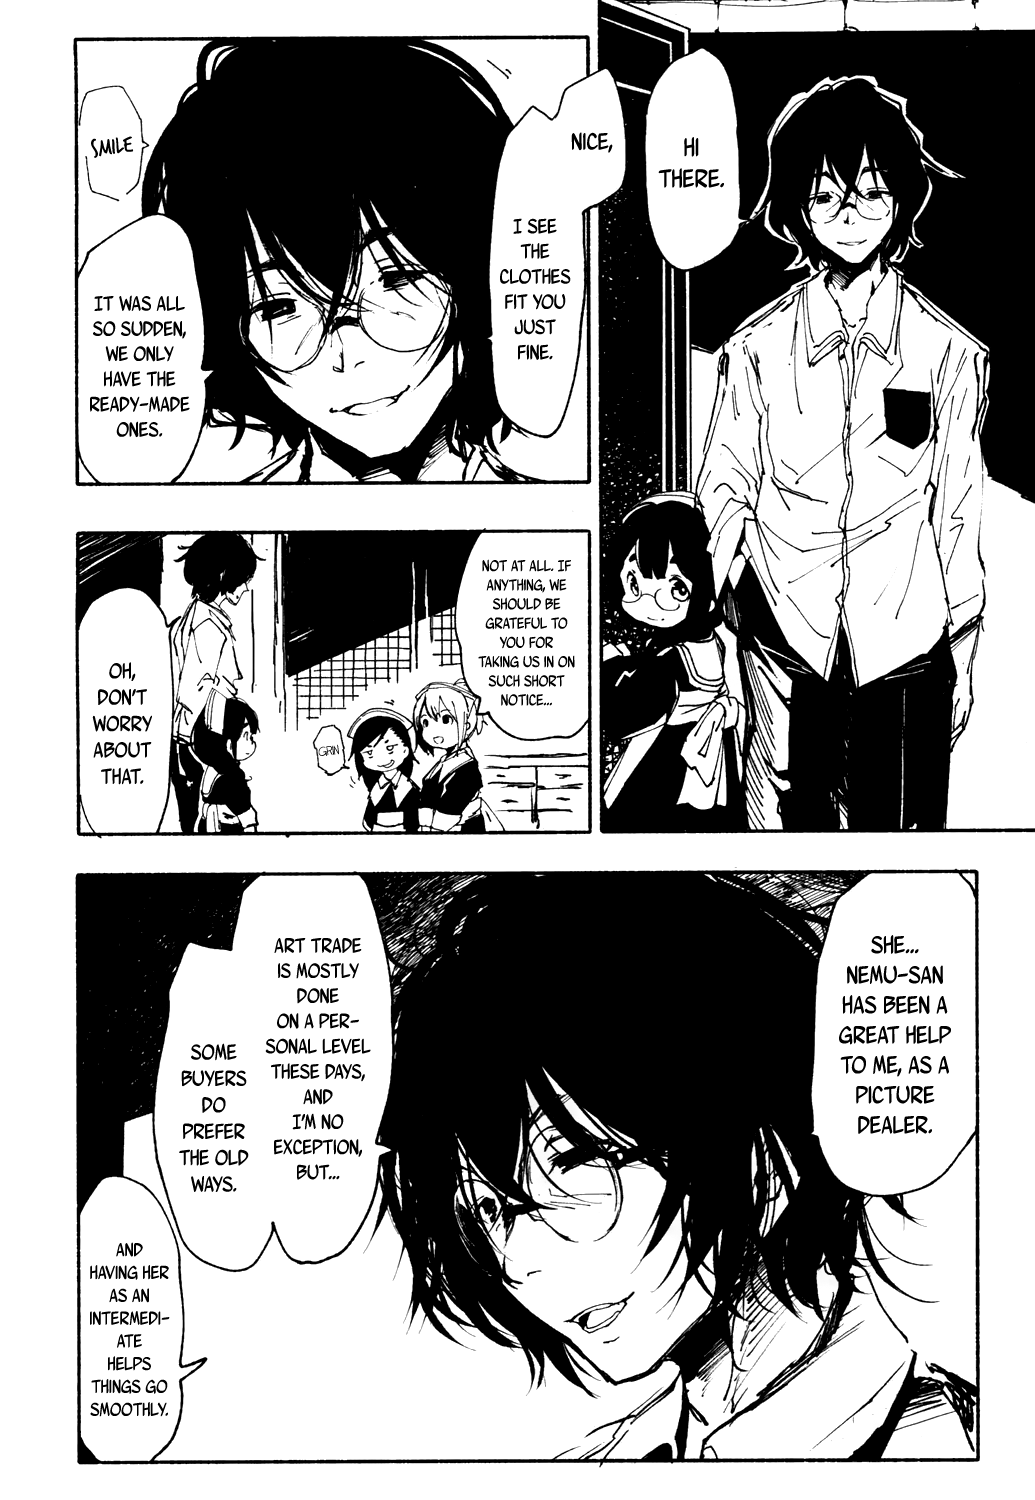 HI
THERE.
NICE,
I SEE
THE
CLOTHES
FIT YOU
JUST
FINE.
SMILE
IT WAS ALL
SO SUDDEN,
WE ONLY
HAVE THE
READY-MADE
ONES.
NOT AT ALL. IF
ANYTHING, WE
SHOULD BE
GRATEFUL TO
YOU FOR
TAKING US IN ON
SUCH SHORT
NOTICE...
GRIN
OH,
DON'T
WORRY
ABOUT
THAT.
SHE...
NEMU-SAN
HAS BEEN A
GREAT HELP
TO ME, AS A
PICTURE
DEALER.
ART TRADE
IS MOSTLY
DONE
ON A PER-
SONAL LEVEL
THESE DAYS,
AND
I'M NO
EXCEPTION,
BUT...
SOME
BUYERS
DO
PREFER
THE OLD
WAYS.
AND
HAVING HER
AS AN
INTERMEDI-
ATE
HELPS
THINGS GO
SMOOTHLY.